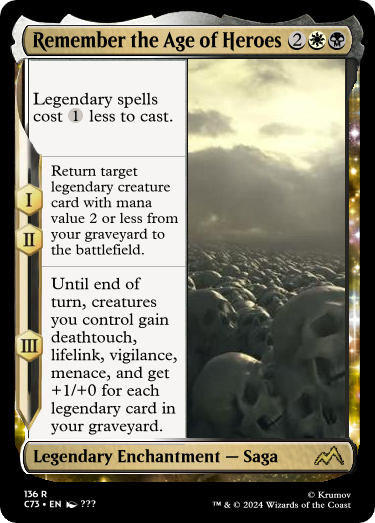 Remember the Age of Heroes 2
Legendary spells
cost 1 less to cast.
I
II
Return target
legendary creature
card with mana
value 2 or less from
your graveyard to
the battlefield.
III
Until end of
turn, creatures
you control gain
deathtouch,
lifelink, vigilance,
menace, and get
+1/+0 for each
legendary card in
your graveyard.
Legendary Enchantment — Saga
136 R
C73 • EN ???
© Krumov
™ & © 2024 Wizards of the Coast